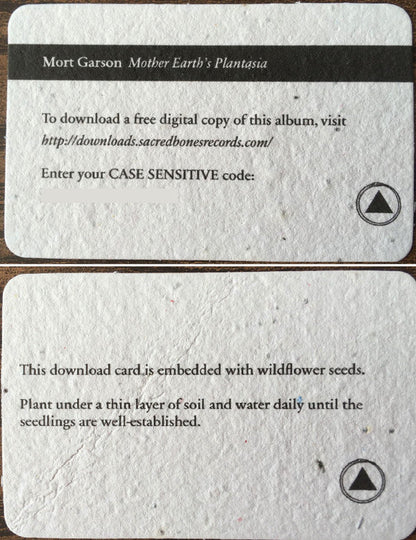 Mort Garson Mother Earth's Plantasia
To download a free digital copy of this album, visit
http://downloads.sacredbonesrecords.com/
Enter your CASE SENSITIVE code:
This download card is embedded with wildflower seeds.
Plant under a thin layer of soil and water daily until the
seedlings are well-established.